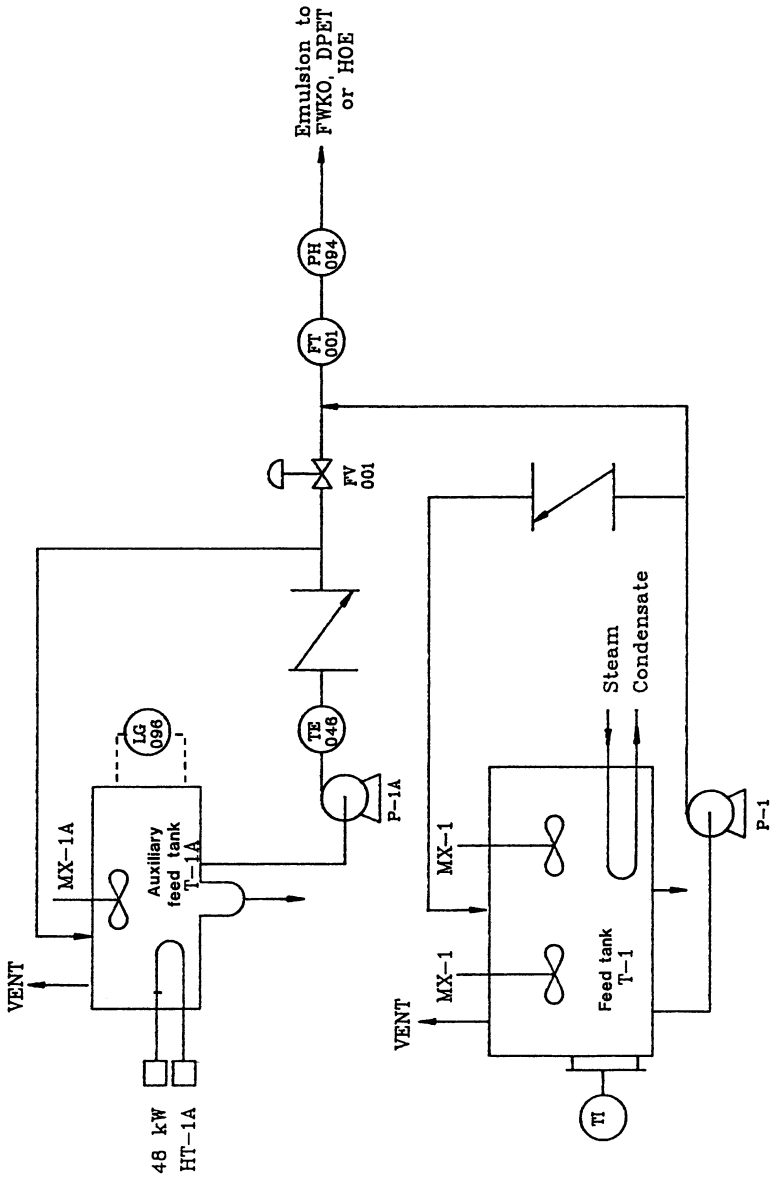 Emulsion to
FWKO, DPET
or HOE
PH
094
FT
001
FV
001
VENT
MX-1A
LG
096
Auxiliary
feed tank
T-1A
TE
046
P-1A
48 kW
HT-1A
VENT
MX-1
MX-1
Steam
Condensate
Feed tank
T-1
TI
P-1